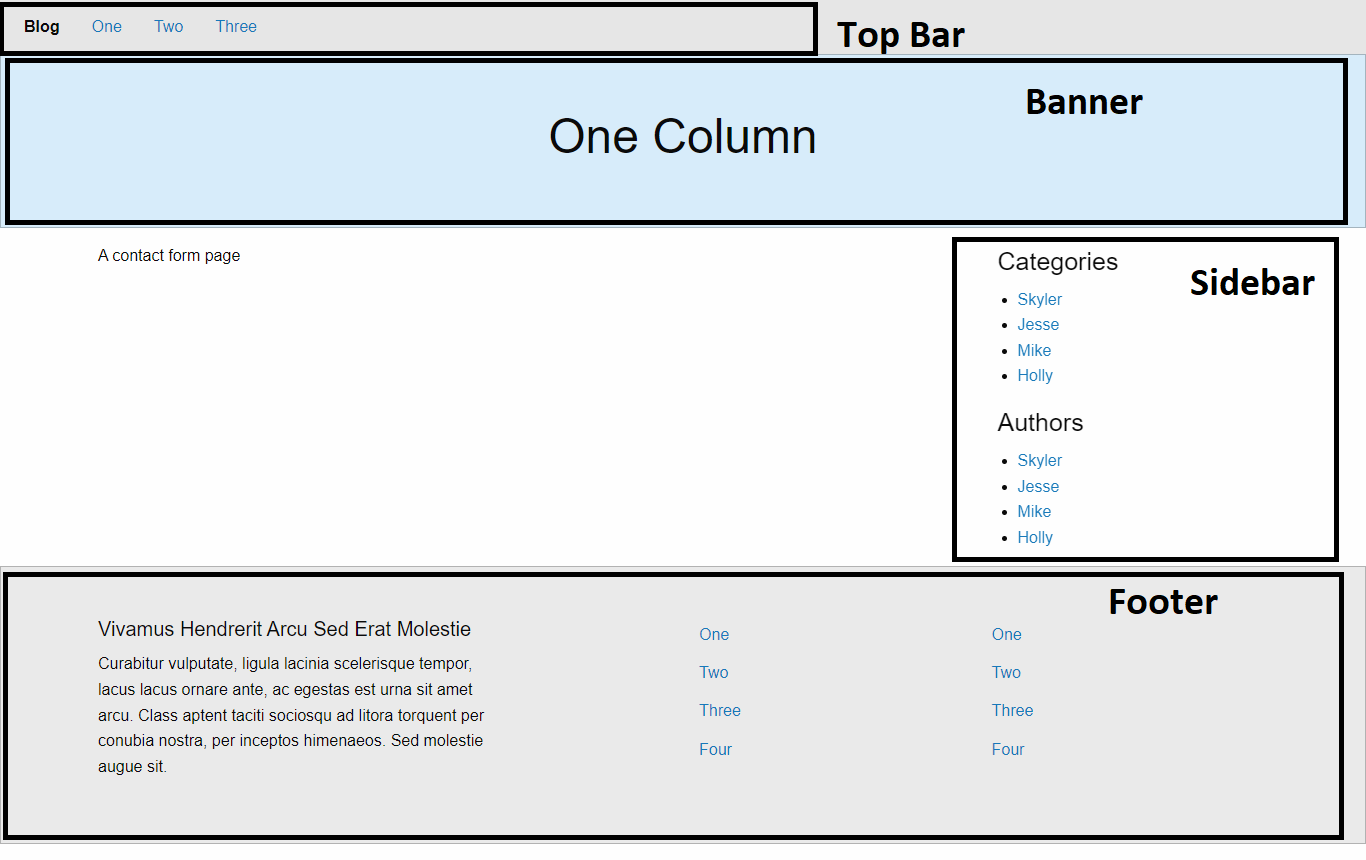 Blog One Two Three
Top Bar
Banner
One Column
A contact form page
Categories
Sidebar
Skyler
Jesse
Mike
Holly
Authors
Skyler
Jesse
Mike
Holly
Footer
Vivamus Hendrerit Arcu Sed Erat Molestie
Curabitur vulputate, ligula lacinia scelerisque tempor,
lacus lacus ornare ante, ac egestas est urna sit amet
arcu. Class aptent taciti sociosqu ad litora torquent per
conubia nostra, per inceptos himenaeos. Sed molestie
augue sit.
One
Two
Three
Four
One
Two
Three
Four